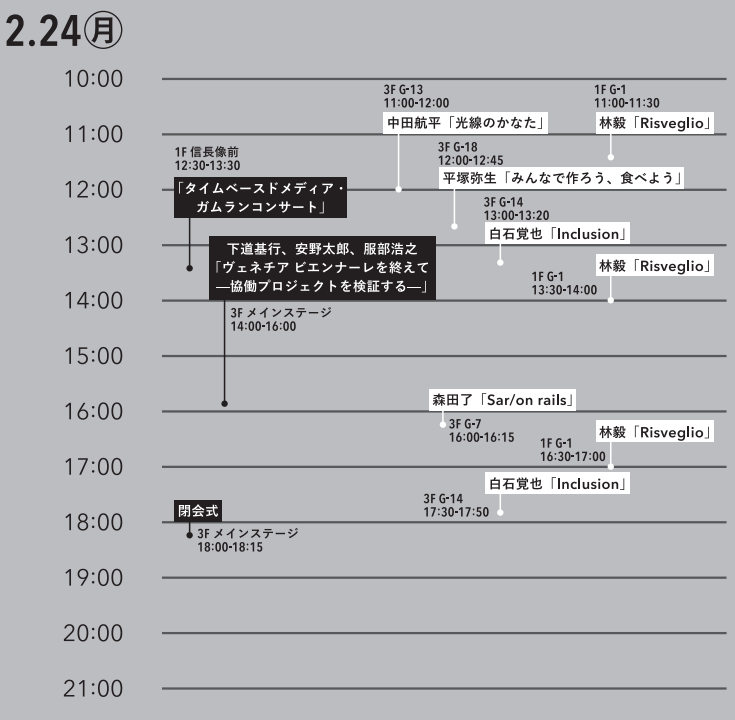 2.24㊊
10:00
3F G-13
11:00-12:00
中田航平「光線のかなた」
1F G-1
11:00-11:30
林毅「Risveglio」
11:00
1F 信長像前
12:30-13:30
「タイムベースドメディア・
ガムランコンサート」
3F G-18
12:00-12:45
平塚弥生「みんなで作ろう、食べよう」
12:00
3F G-14
13:00-13:20
白石覚也「Inclusion」
13:00
下道基行、安野太郎、服部浩之
「ヴェネチア ビエンナーレを終えて
―協働プロジェクトを検証する―」
林毅「Risveglio」
1F G-1
13:30-14:00
14:00
3F メインステージ
14:00-16:00
15:00
森田了「Sar/on rails」
16:00
3F G-7
16:00-16:15
林毅「Risveglio」
1F G-1
16:30-17:00
17:00
白石覚也「Inclusion」
3F G-14
17:30-17:50
閉会式
18:00
3F メインステージ
18:00-18:15
19:00
20:00
21:00